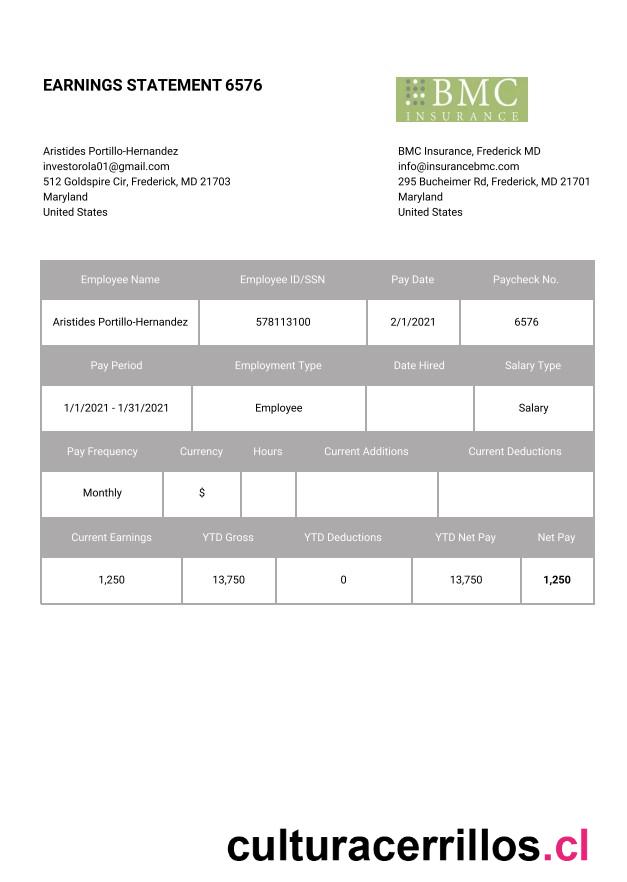 EARNINGS STATEMENT 6576
BMC
INSURANCE
Aristides Portillo-Hernandez
investorola01@gmail.com
512 Goldspire Cir, Frederick, MD 21703
Maryland
United States
BMC Insurance, Frederick MD
info@insurancebmc.com
295 Bucheimer Rd, Frederick, MD 21701
Maryland
United States
Employee Name Employee ID/SSN Pay Date Paycheck No.
Aristides Portillo-Hernandez 578113100 2/1/2021 6576
Pay Period Employment Type Date Hired Salary Type
1/1/2021 - 1/31/2021 Employee Salary
Pay Frequency Currency Hours Current Additions Current Deductions
Monthly $
Current Earnings YTD Gross YTD Deductions YTD Net Pay Net Pay
1,250 13,750 0 13,750 1,250
culturacerrillos.cl